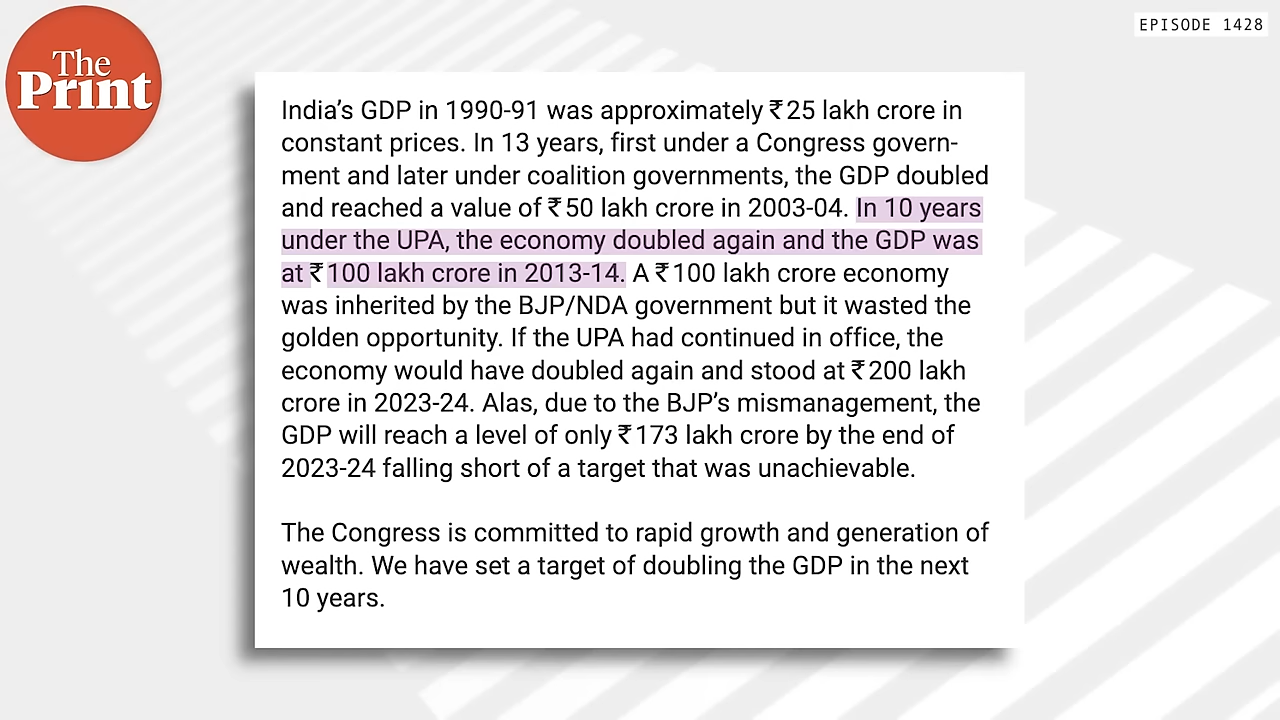 The
Print
EPISODE 1428
India’s GDP in 1990-91 was approximately ₹25 lakh crore in
constant prices. In 13 years, first under a Congress govern-
ment and later under coalition governments, the GDP doubled
and reached a value of ₹50 lakh crore in 2003-04. In 10 years
under the UPA, the economy doubled again and the GDP was
at ₹100 lakh crore in 2013-14. A ₹100 lakh crore economy
was inherited by the BJP/NDA government but it wasted the
golden opportunity. If the UPA had continued in office, the
economy would have doubled again and stood at ₹200 lakh
crore in 2023-24. Alas, due to the BJP’s mismanagement, the
GDP will reach a level of only ₹173 lakh crore by the end of
2023-24 falling short of a target that was unachievable.
The Congress is committed to rapid growth and generation of
wealth. We have set a target of doubling the GDP in the next
10 years.